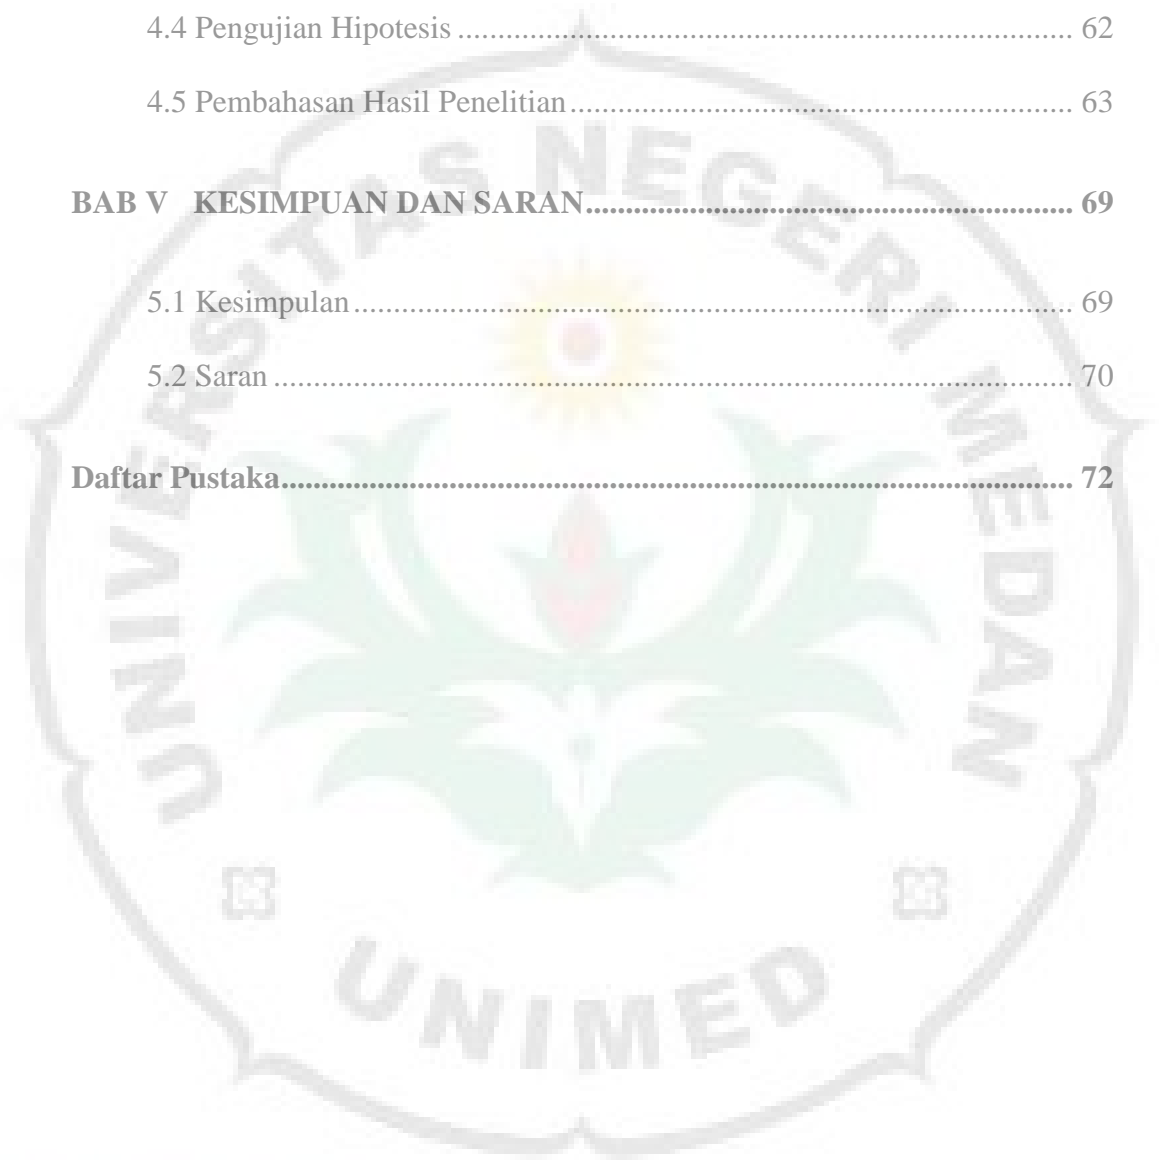 4.4 Pengujian Hipotesis ............................................................................. 62
4.5 Pembahasan Hasil Penelitian ............................................................... 63
BAB V KESIMPUAN DAN SARAN ............................................................. 69
5.1 Kesimpulan .......................................................................................... 69
5.2 Saran .................................................................................................... 70
Daftar Pustaka ................................................................................................... 72
UNIVERSITAS NEGERI MEDAN
UNIMED